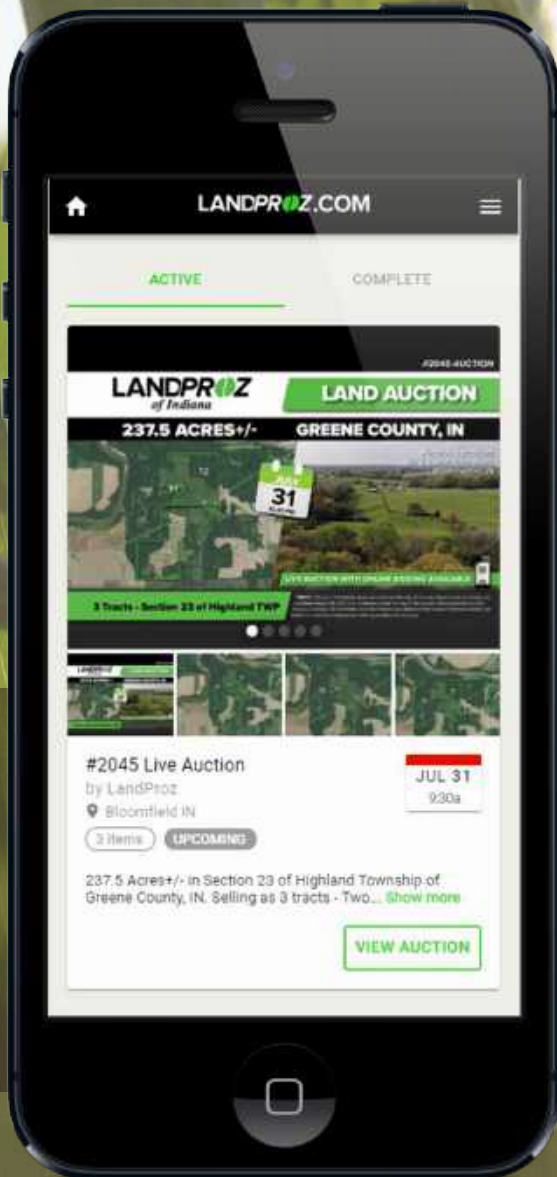 LANDPROZ.COM
ACTIVE
COMPLETE
#2045 AUCTION
LANDPROZ
of Indiana
LAND AUCTION
237.5 ACRES+/-
GREENE COUNTY, IN
JULY
31
LIVE AUCTION WITH ONLINE BIDDING AVAILABLE
3 Tracts - Section 23 of Highland TWP
#2045 Live Auction
by LandProz
Bloomfield IN
3 items
UPCOMING
JUL 31
9:30a
237.5 Acres+/- in Section 23 of Highland Township of
Greene County, IN. Selling as 3 tracts - Two... Show more
VIEW AUCTION